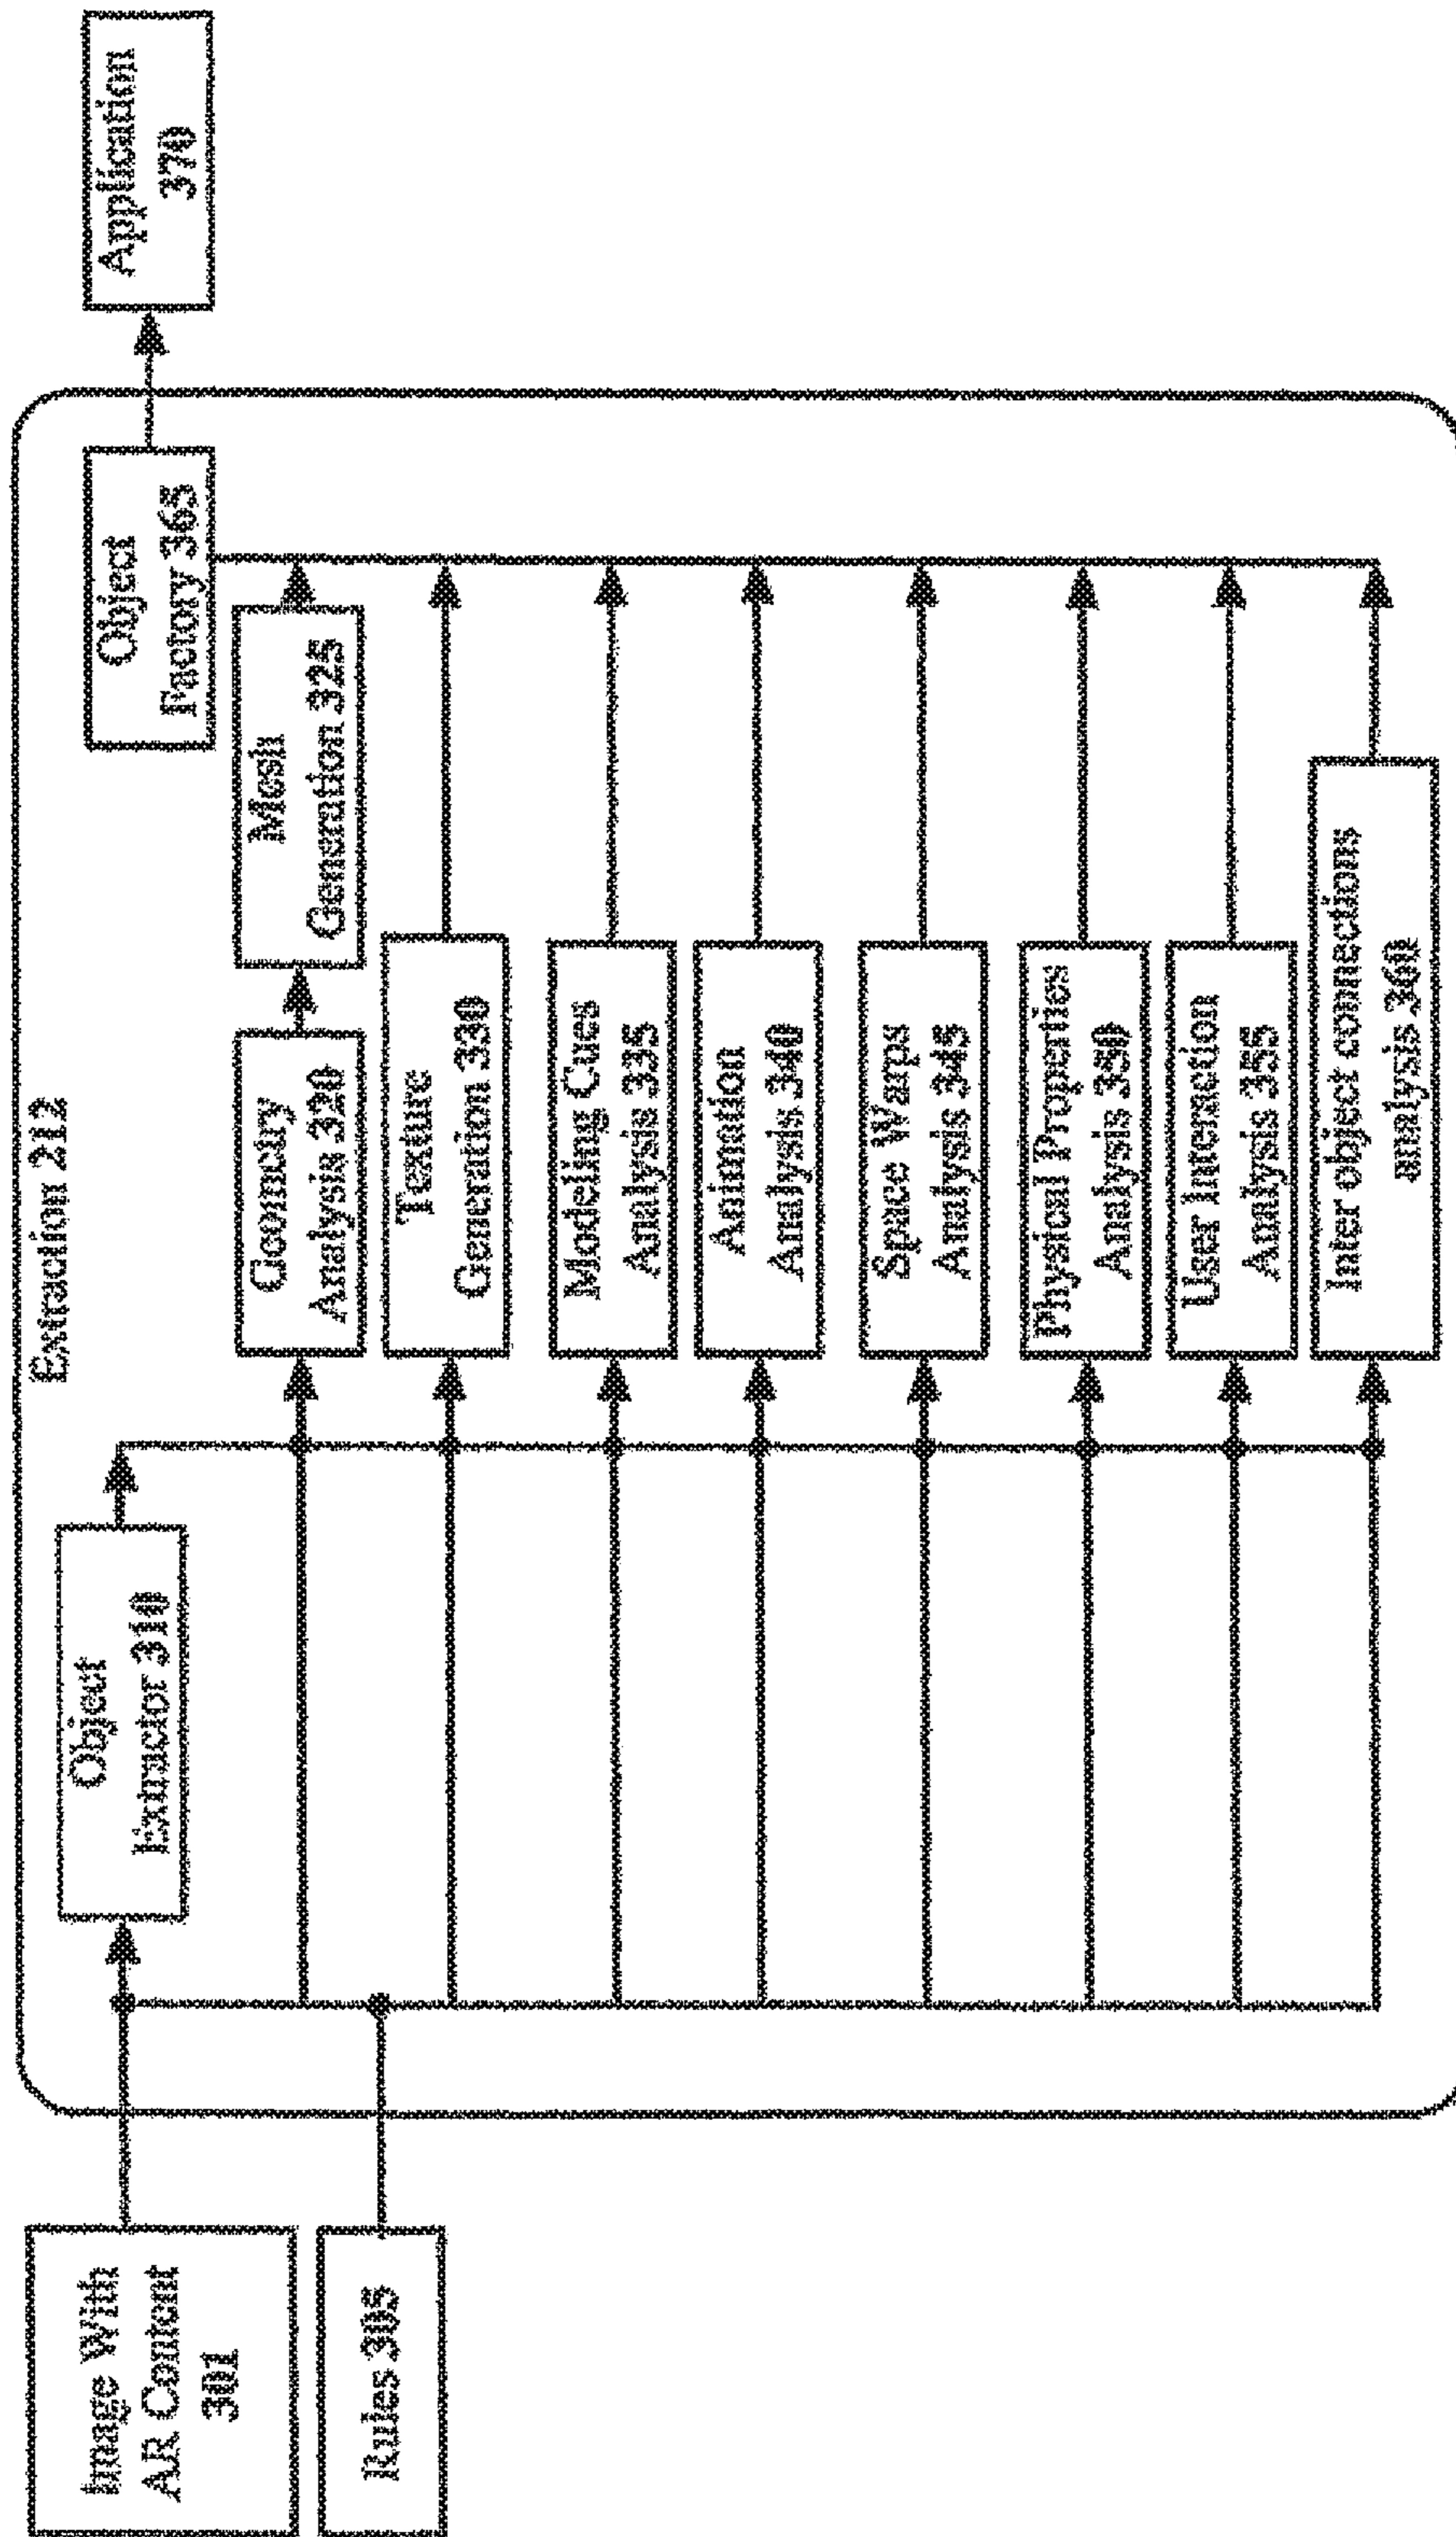 Extraction 212
Image With
AR Content
301
Rules 305
Object
Extractor 310
Geometry
Analysis 320
Mesh
Generation 325
Texture
Generation 330
Modeling Cues
Analysis 335
Animation
Analysis 340
Space Warps
Analysis 345
Physical Properties
Analysis 350
User Interaction
Analysis 355
Inter object connections
analysis 360
Object
Factory 365
Application
370